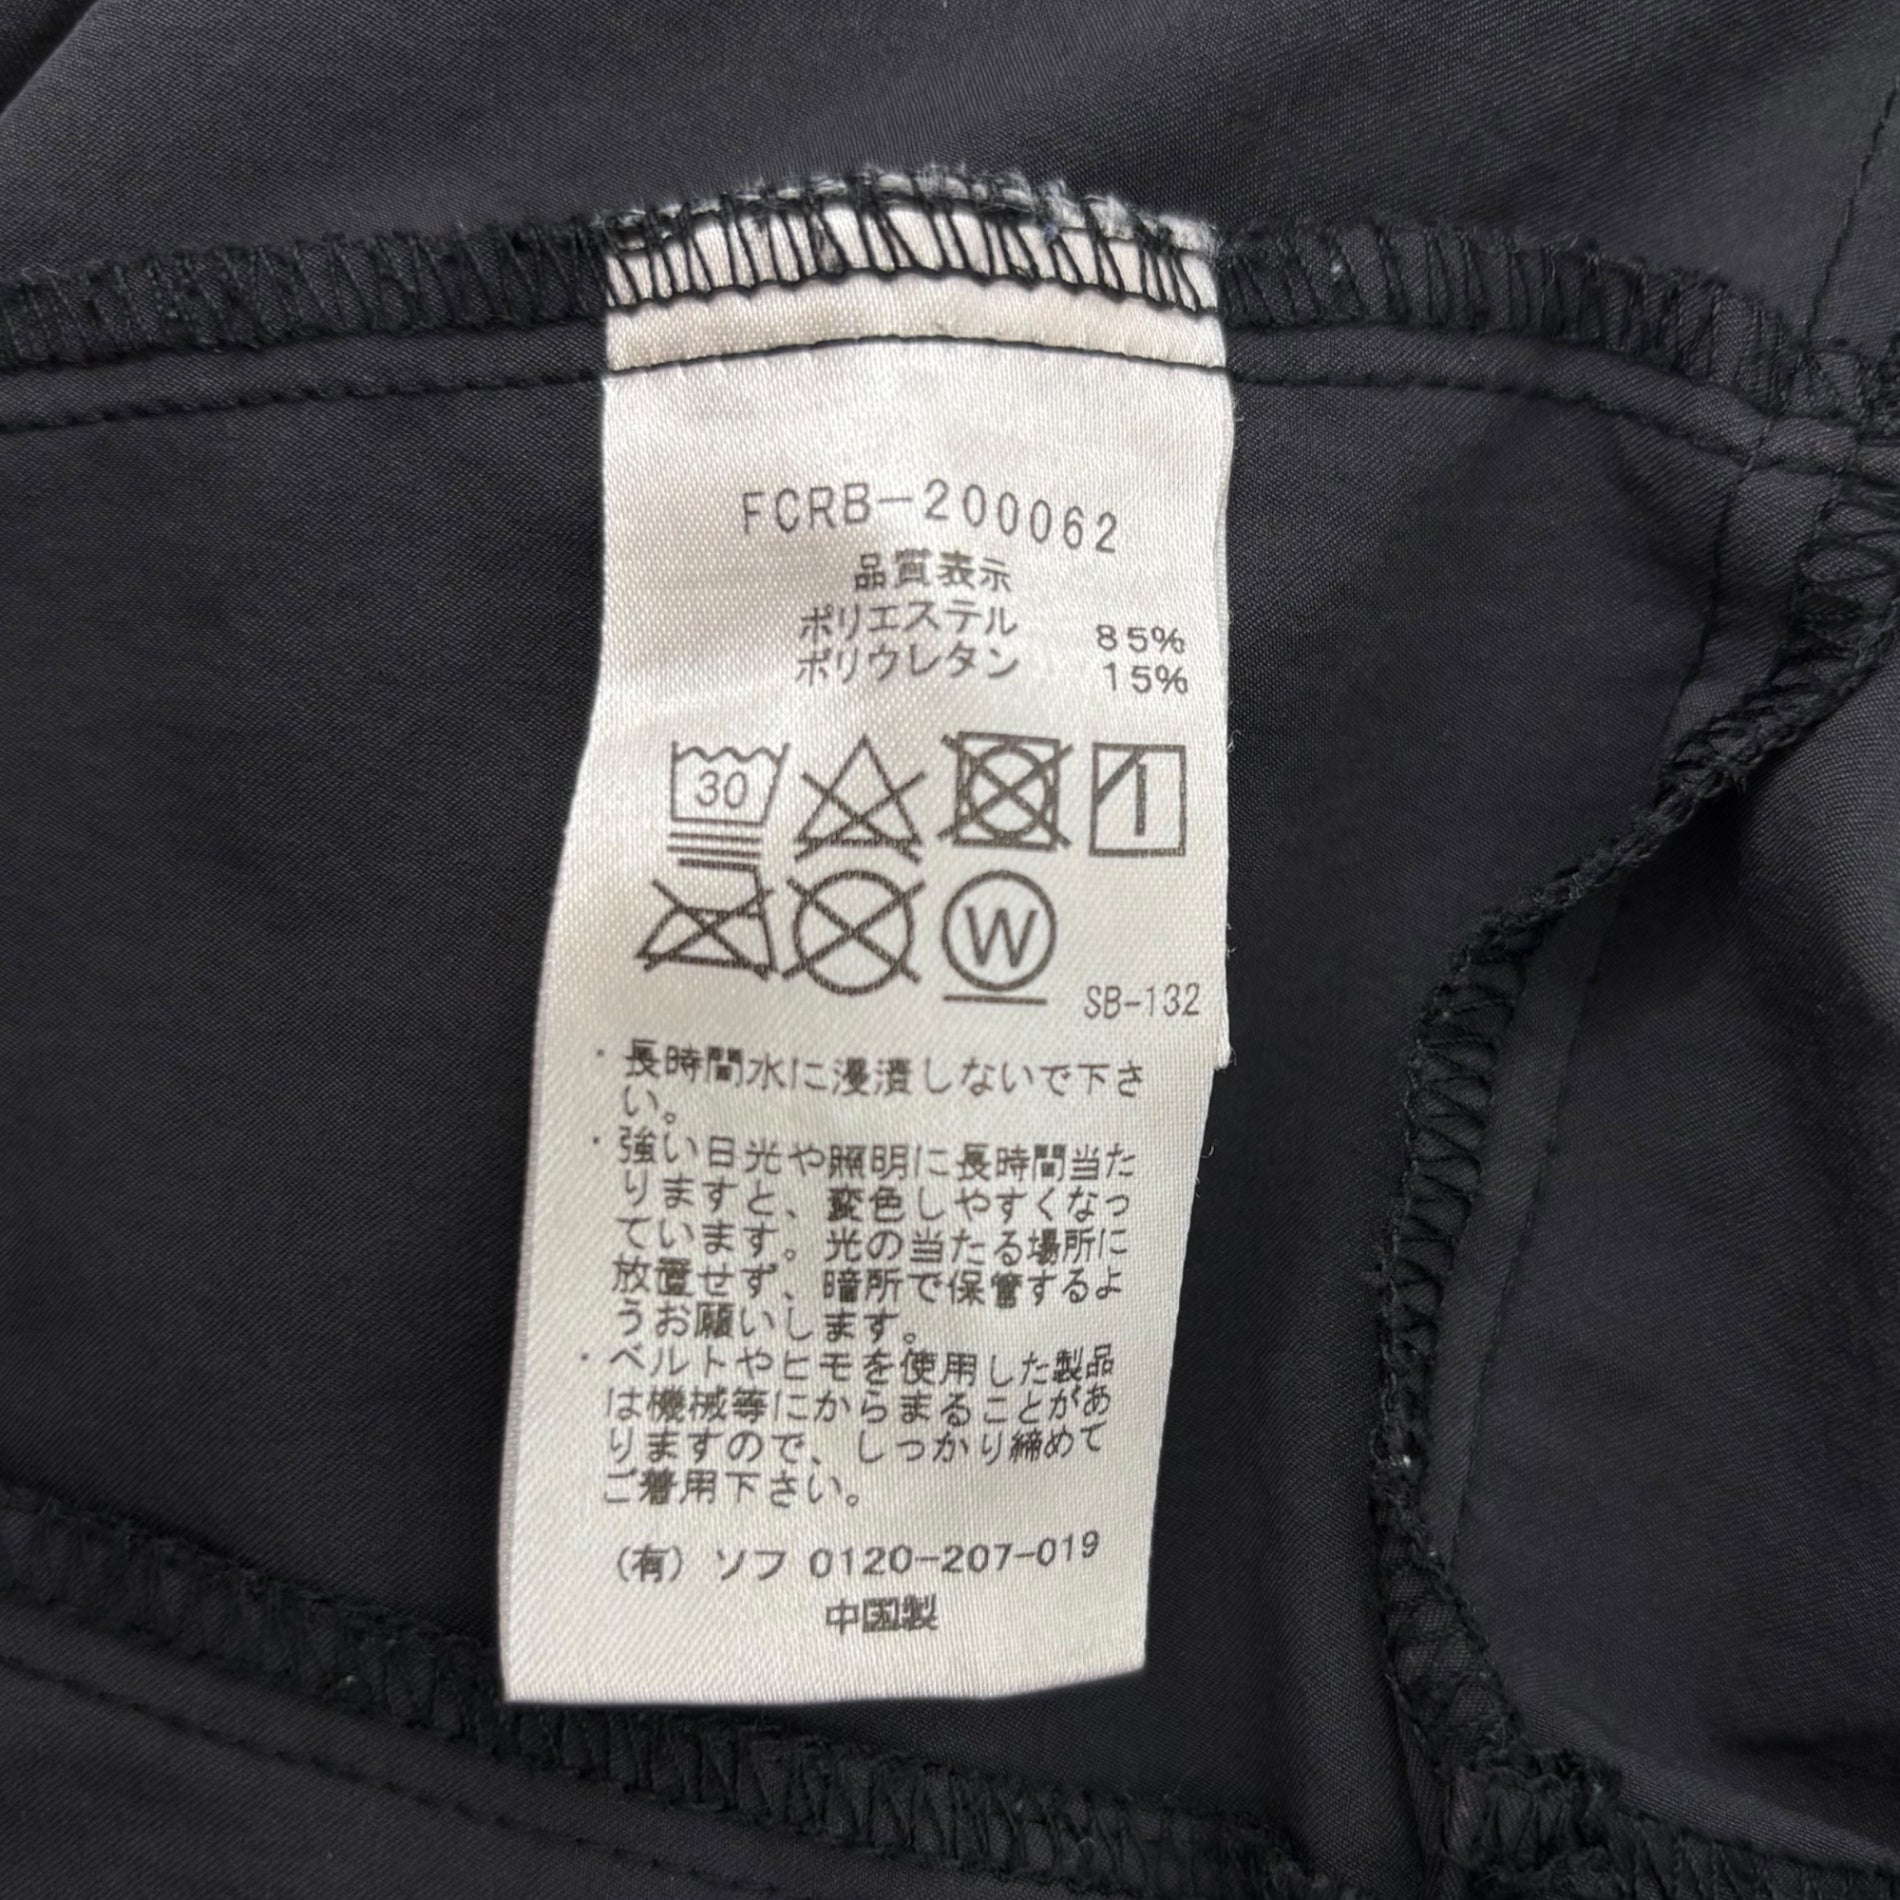 FCRB-200062
品質表示
ポリエステル 85%
ポリウレタン 15%
30
W
SB-132
・長時間水に浸漬しないで下さ
い。
・強い日光や照明に長時間当た
りますと、変色しやすくなっ
ています。光の当たる場所に
放置せず、暗所で保管するよ
うお願いします。
・ベルトやヒモを使用した製品
は機械等にからまることがあ
りますので、しっかり締めて
ご着用下さい。
(有) ソフ 0120-207-019
中国製